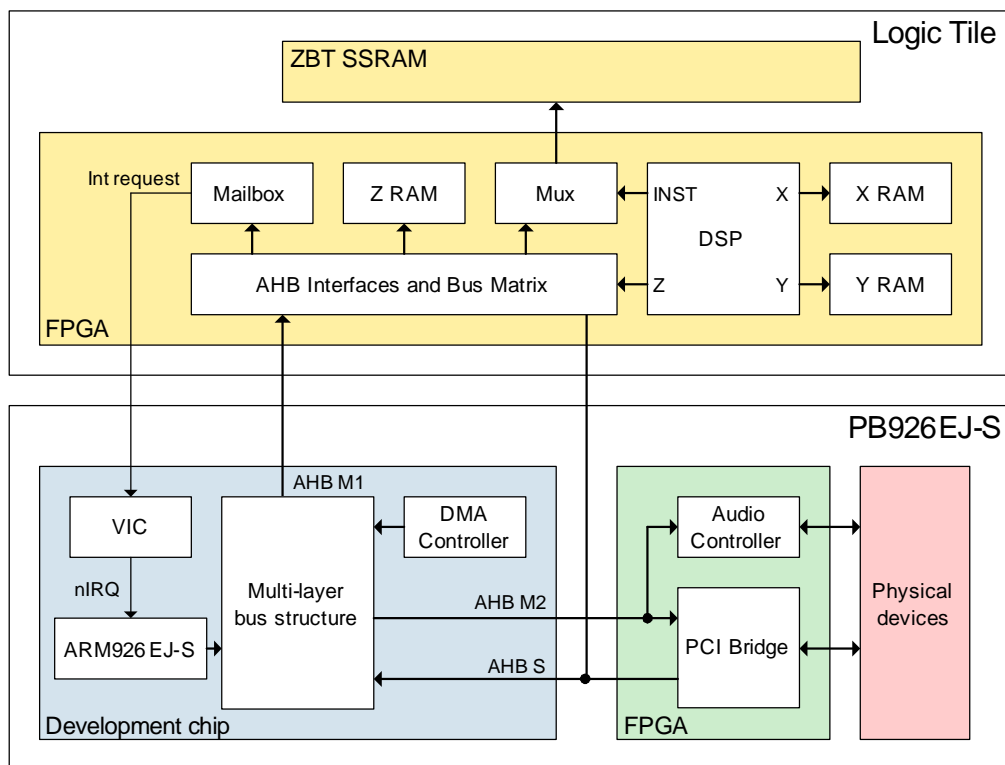 Logic Tile
ZBT SSRAM
Int request
Mailbox
Z RAM
Mux
INST
X
X RAM
DSP
AHB Interfaces and Bus Matrix
Z
Y
Y RAM
FPGA
PB926EJ-S
AHB M1
VIC
DMA
Controller
Audio
Controller
nIRQ
Multi-layer
bus structure
AHB M2
Physical
devices
ARM926EJ-S
PCI Bridge
AHB S
Development chip
FPGA